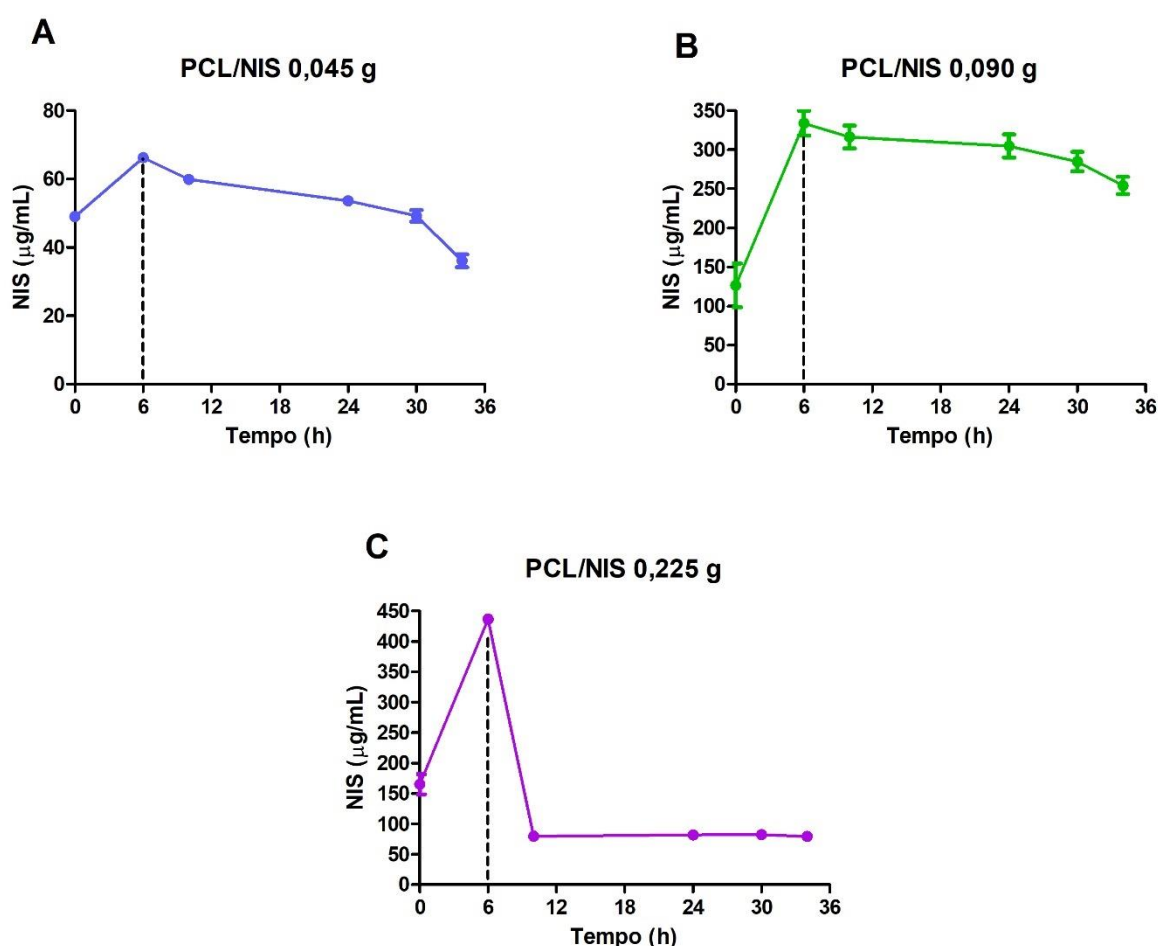 A
PCL/NIS 0,045 g
80
60
40
20
0
NIS (µg/mL)
0 6 12 18 24 30 36
Tempo (h)
B
PCL/NIS 0,090 g
350
300
250
200
150
100
50
0
NIS (µg/mL)
0 6 12 18 24 30 36
Tempo (h)
C
PCL/NIS 0,225 g
450
400
350
300
250
200
150
100
50
0
NIS (µg/mL)
0 6 12 18 24 30 36
Tempo (h)